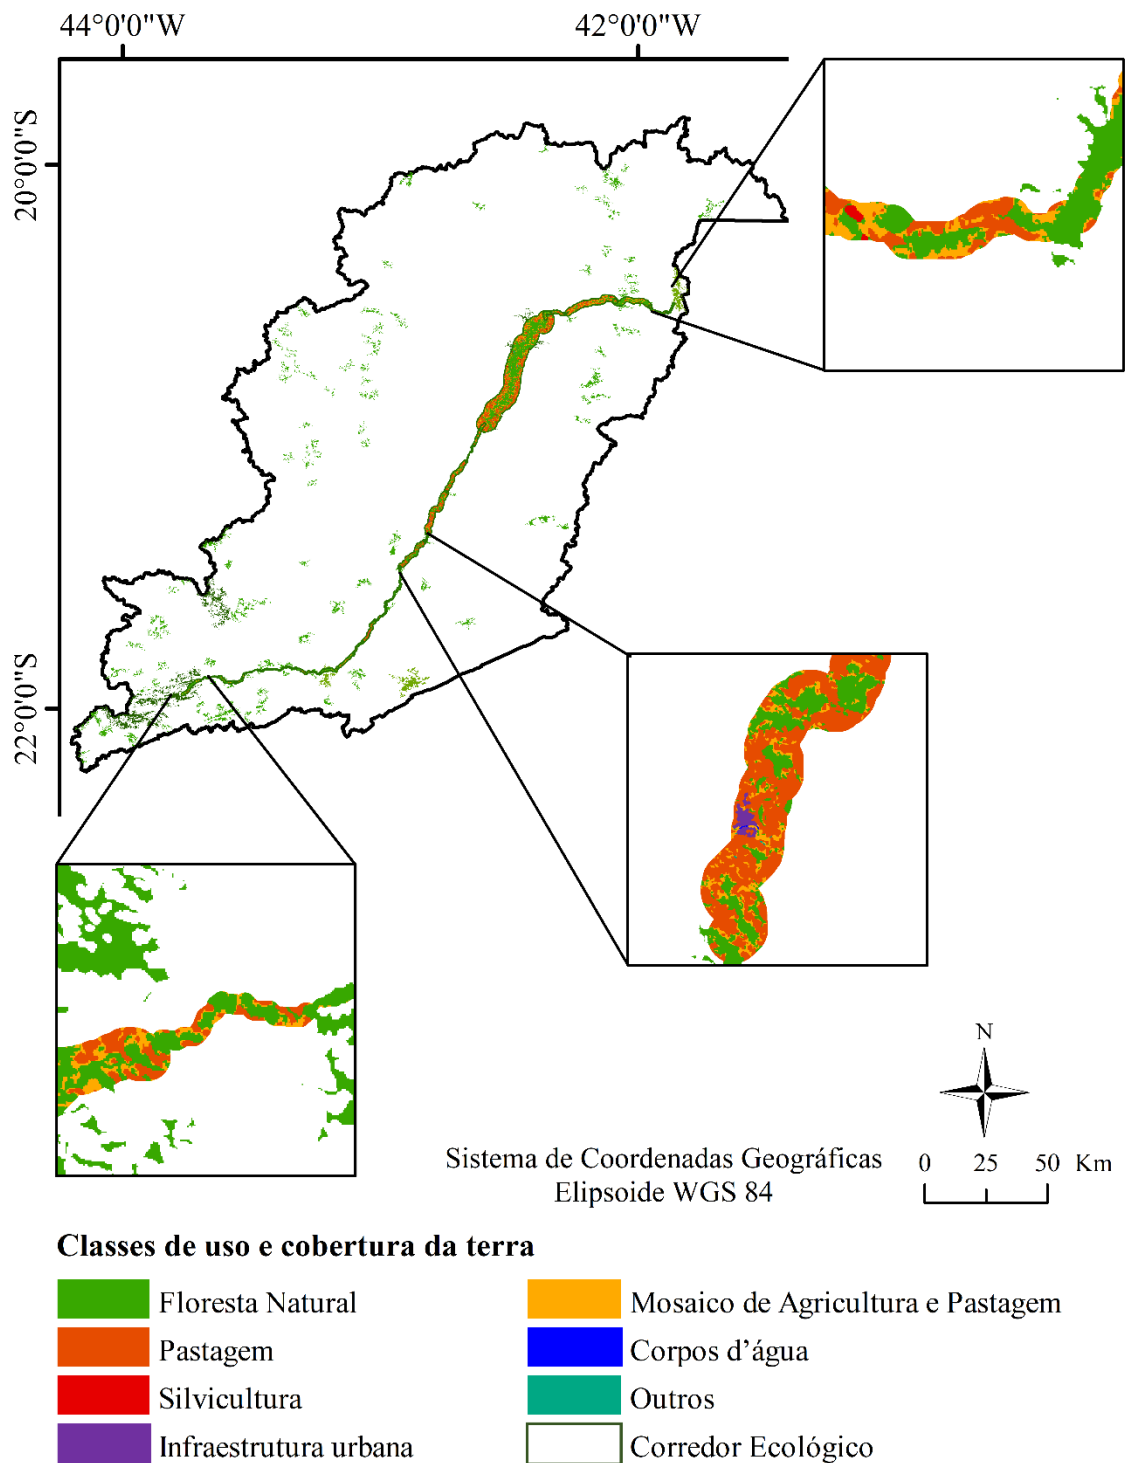 44°0'0"W
42°0'0"W
20°0'0"S
22°0'0"S
N
Sistema de Coordenadas Geográficas
Elipsoide WGS 84
0 25 50 Km
Classes de uso e cobertura da terra
Floresta Natural
Mosaico de Agricultura e Pastagem
Pastagem
Corpos d’água
Silvicultura
Outros
Infraestrutura urbana
Corredor Ecológico